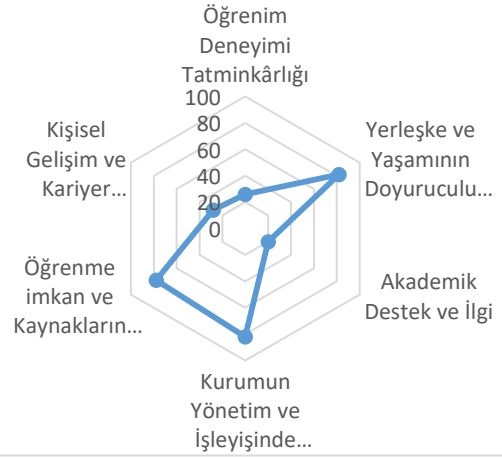 Öğrenim
Deneyimi
Tatminkârlığı
100
80
60
40
20
0
Yerleşke ve
Yaşamının
Doyuruculu...
Akademik
Destek ve İlgi
Kurumun
Yönetim ve
İşleyişinde...
Öğrenme
imkan ve
Kaynakların...
Kişisel
Gelişim ve
Kariyer...